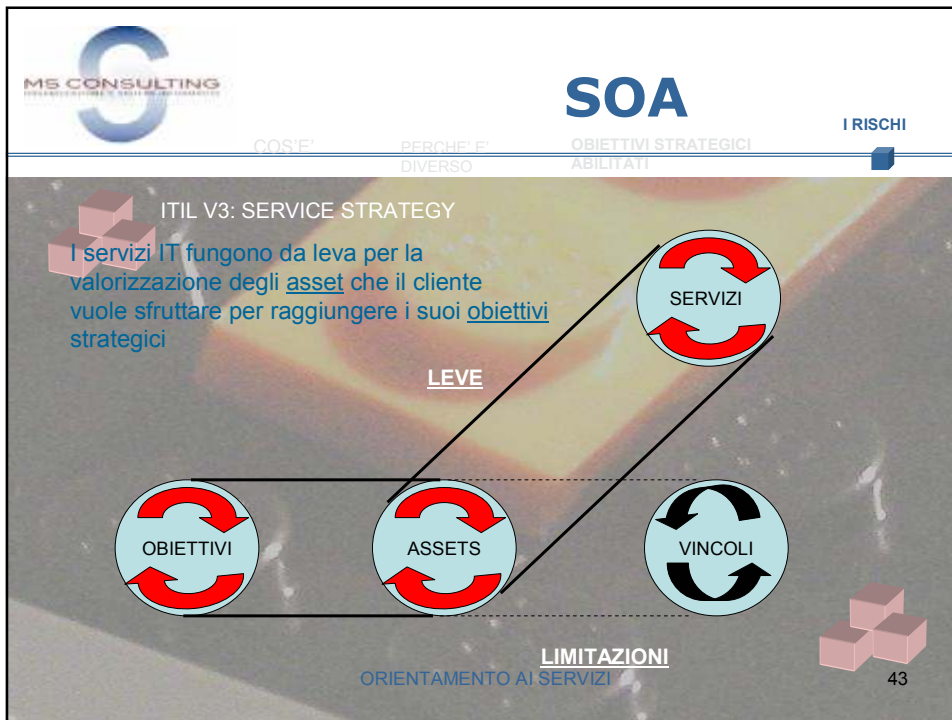 MS CONSULTING
SOA
I RISCHI
COS'E'
PERCHE' E'
DIVERSO
OBIETTIVI STRATEGICI
ABILITATI
ITIL V3: SERVICE STRATEGY
I servizi IT fungono da leva per la
valorizzazione degli asset che il cliente
vuole sfruttare per raggiungere i suoi obiettivi
strategici
SERVIZI
LEVE
OBIETTIVI
ASSETS
VINCOLI
LIMITAZIONI
ORIENTAMENTO AI SERVIZI
43